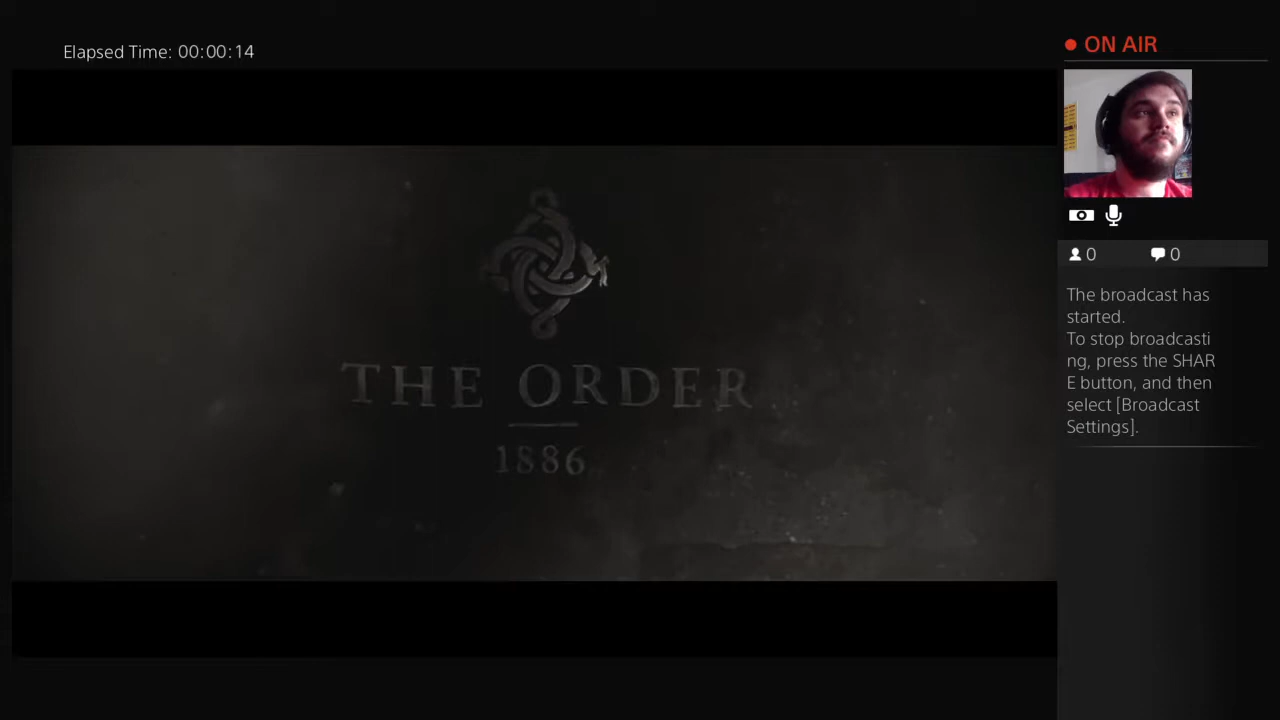 Elapsed Time: 00:00:14
ON AIR
THE ORDER
1886
0
0
The broadcast has
started.
To stop broadcasti
ng, press the SHAR
E button, and then
select [Broadcast
Settings].